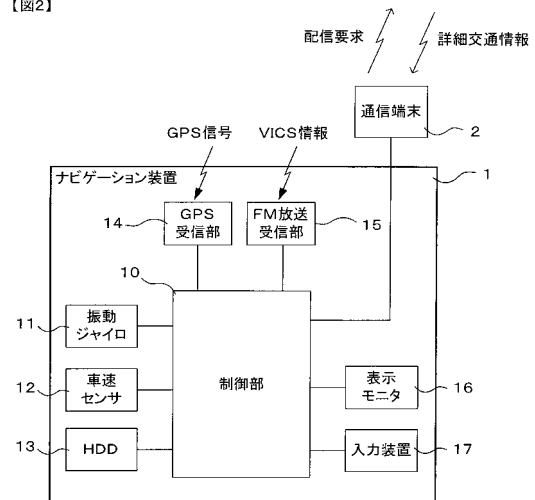 【図2】
配信要求
詳細交通情報
通信端末
2
GPS信号
VICS情報
ナビゲーション装置
1
GPS
受信部
14
FM放送
受信部
15
10
振動
ジャイロ
11
制御部
車速
センサ
12
表示
モニタ
16
HDD
13
入力装置
17